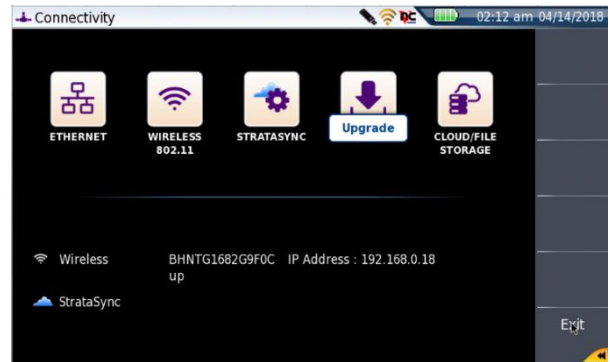 Connectivity
DC
02:12 am 04/14/2018
ETHERNET
WIRELESS
802.11
STRATASYNC
Upgrade
CLOUD/FILE
STORAGE
Wireless BHNTG1682G9F0C IP Address : 192.168.0.18
up
StrataSync
Exit